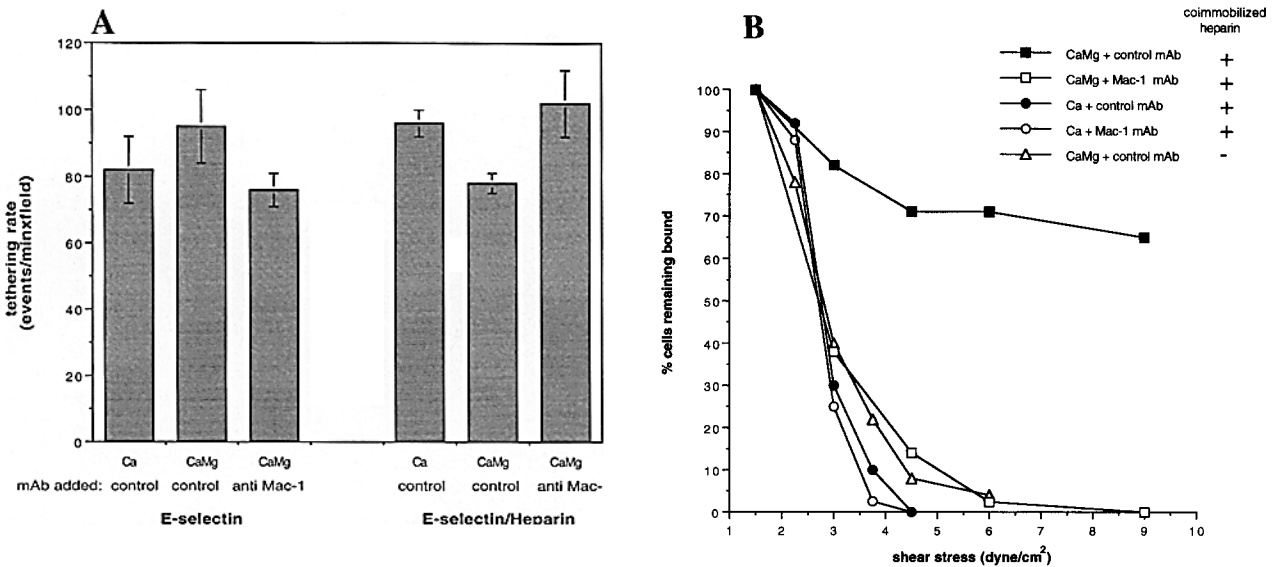 A
120
100
80
60
40
20
0
tethering rate
(events/minxfield)
Ca CaMg CaMg Ca CaMg CaMg
mAb added: control control anti Mac-1 control control anti Mac-
E-selectin E-selectin/Heparin
B
coimmobilized
heparin
CaMg + control mAb +
CaMg + Mac-1 mAb +
Ca + control mAb +
Ca + Mac-1 mAb +
CaMg + control mAb -
100
90
80
70
60
50
40
30
20
10
0
% cells remaining bound
1 2 3 4 5 6 7 8 9 10
shear stress (dyne/cm2)